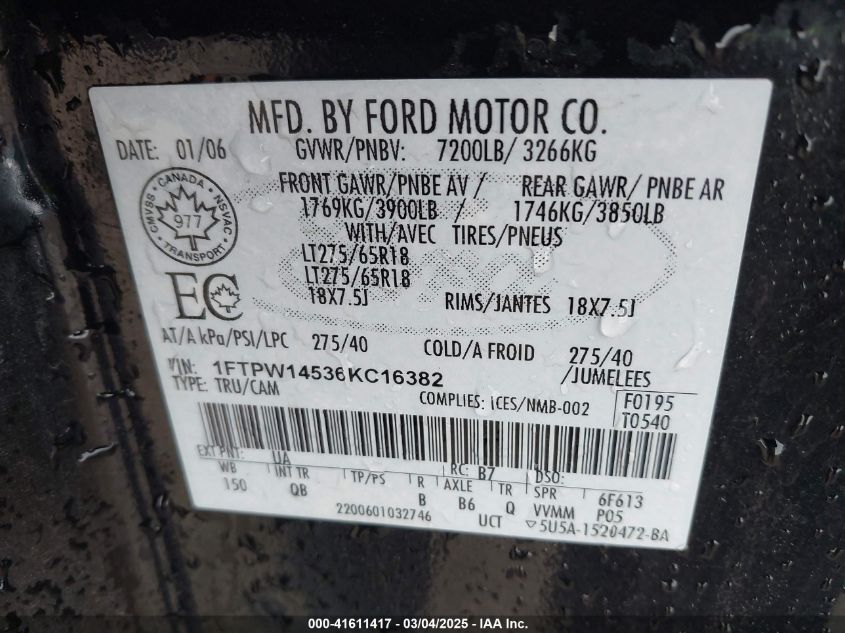 MFD. BY FORD MOTOR CO.
DATE: 01/06 GVWR/PNBV: 7200LB/ 3266KG
FRONT GAWR/PNBE AV / REAR GAWR/ PNBE AR
1769KG/3900LB / 1746KG/3850LB
WITH/AVEC TIRES/PNEUS
CANADA
CMVSS 977 NSVAC
TRANSPORT
LT275/65R18
LT275/65R18
18X7.5J RIMS/JANTES 18X7.5J
EC
AT/A kPa/PSI/LPC 275/40 COLD/A FROID 275/40
VIN: 1FTPW14536KC16382 /JUMELEES
TYPE: TRU/CAM COMPLIES: ICES/NMB-002 F0195
T0540
EXT PNT: UA RC: B7 DSO:
WB INT TR TP/PS R AXLE TR SPR 6F613
150 QB B B6 Q VVMM P05
2200601032746 UCT ▽5U5A-1520472-BA
000-41611417 - 03/04/2025 - IAA Inc.